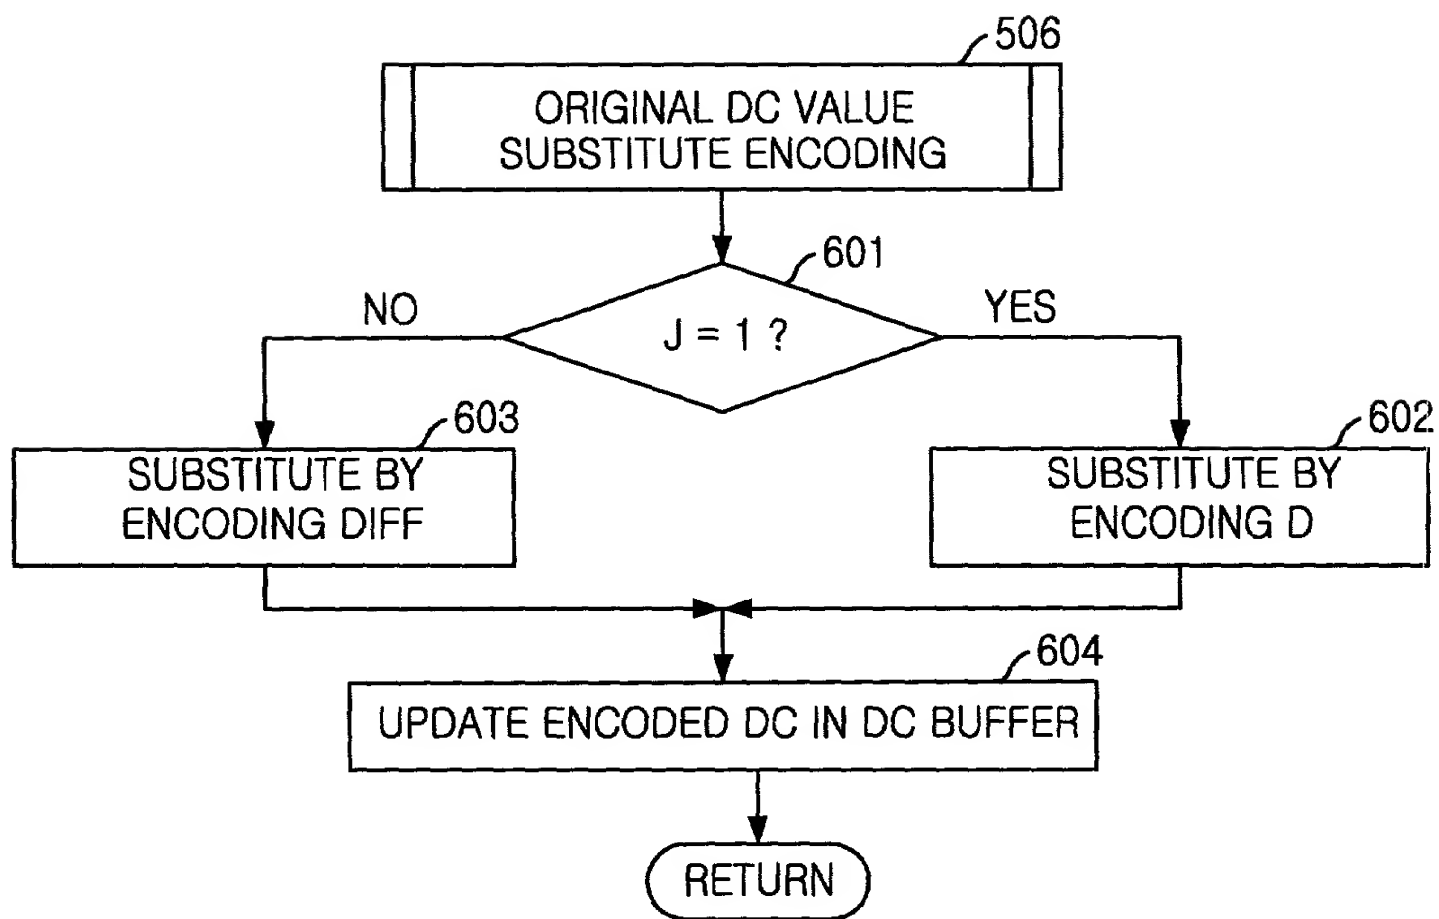 506
ORIGINAL DC VALUE
SUBSTITUTE ENCODING
601
J = 1 ?
NO
YES
603
SUBSTITUTE BY
ENCODING DIFF
602
SUBSTITUTE BY
ENCODING D
604
UPDATE ENCODED DC IN DC BUFFER
RETURN